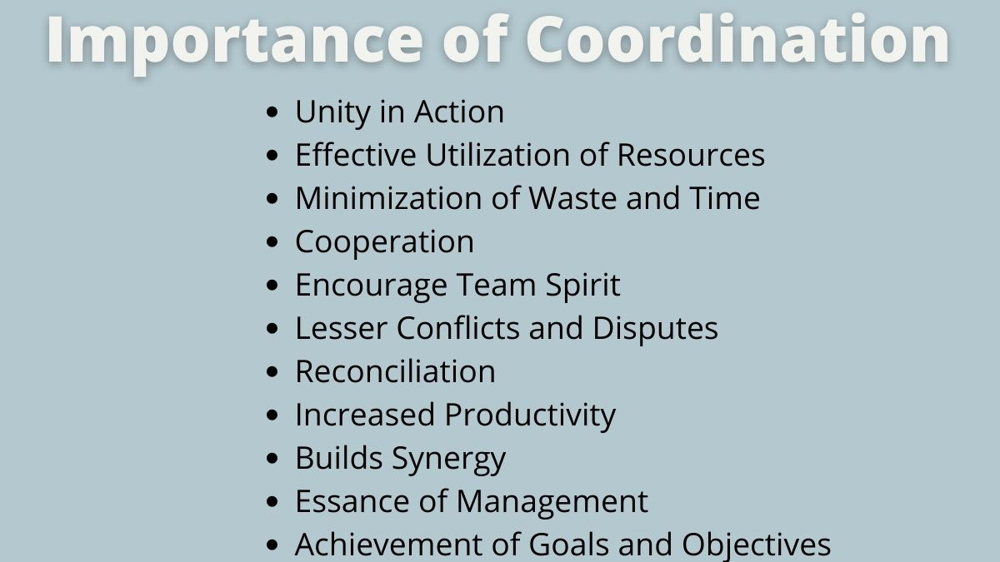 Importance of Coordination
• Unity in Action
• Effective Utilization of Resources
• Minimization of Waste and Time
• Cooperation
• Encourage Team Spirit
• Lesser Conflicts and Disputes
• Reconciliation
• Increased Productivity
• Builds Synergy
• Essance of Management
• Achievement of Goals and Objectives